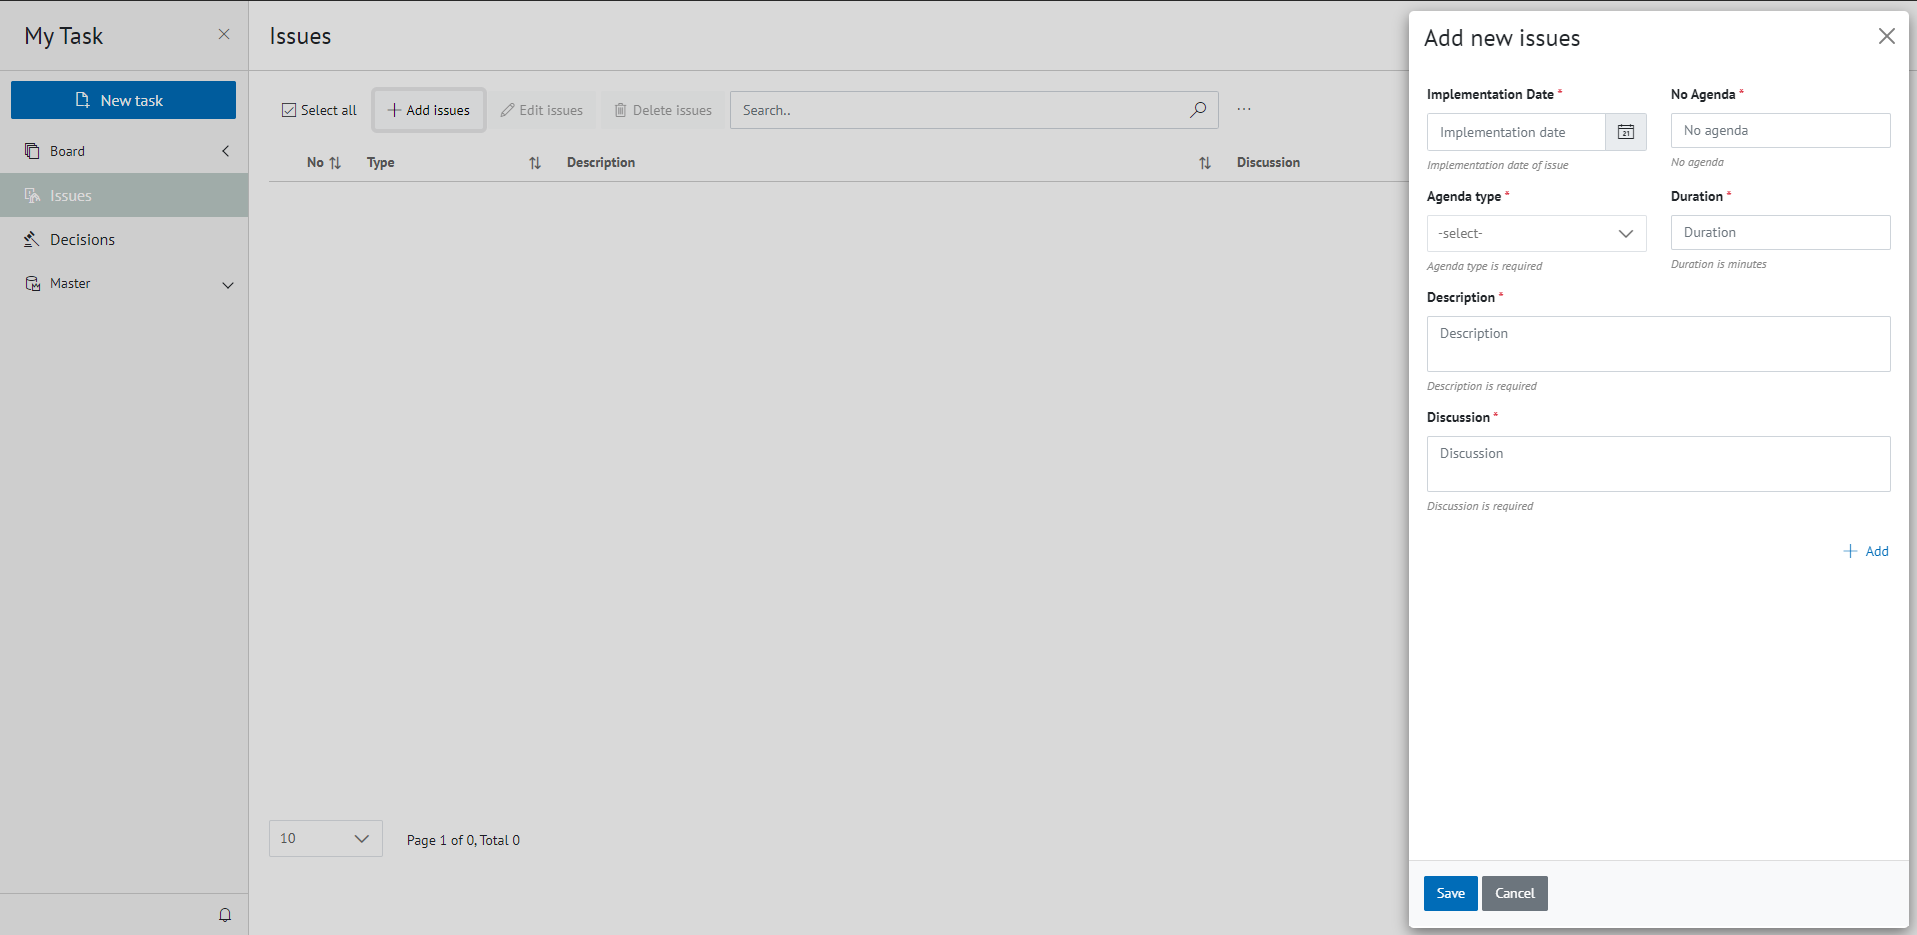 My Task
New task
Board
Issues
Decisions
Master
Issues
Select all
Add issues
Edit issues
Delete issues
Search..
...
No
Type
Description
Discussion
10
Page 1 of 0, Total 0
Add new issues
Implementation Date *
No Agenda *
Implementation date
21
No agenda
Implementation date of issue
No agenda
Agenda type *
Duration *
-select-
Duration
Agenda type is required
Duration is minutes
Description *
Description
Description is required
Discussion *
Discussion
Discussion is required
Add
Save
Cancel